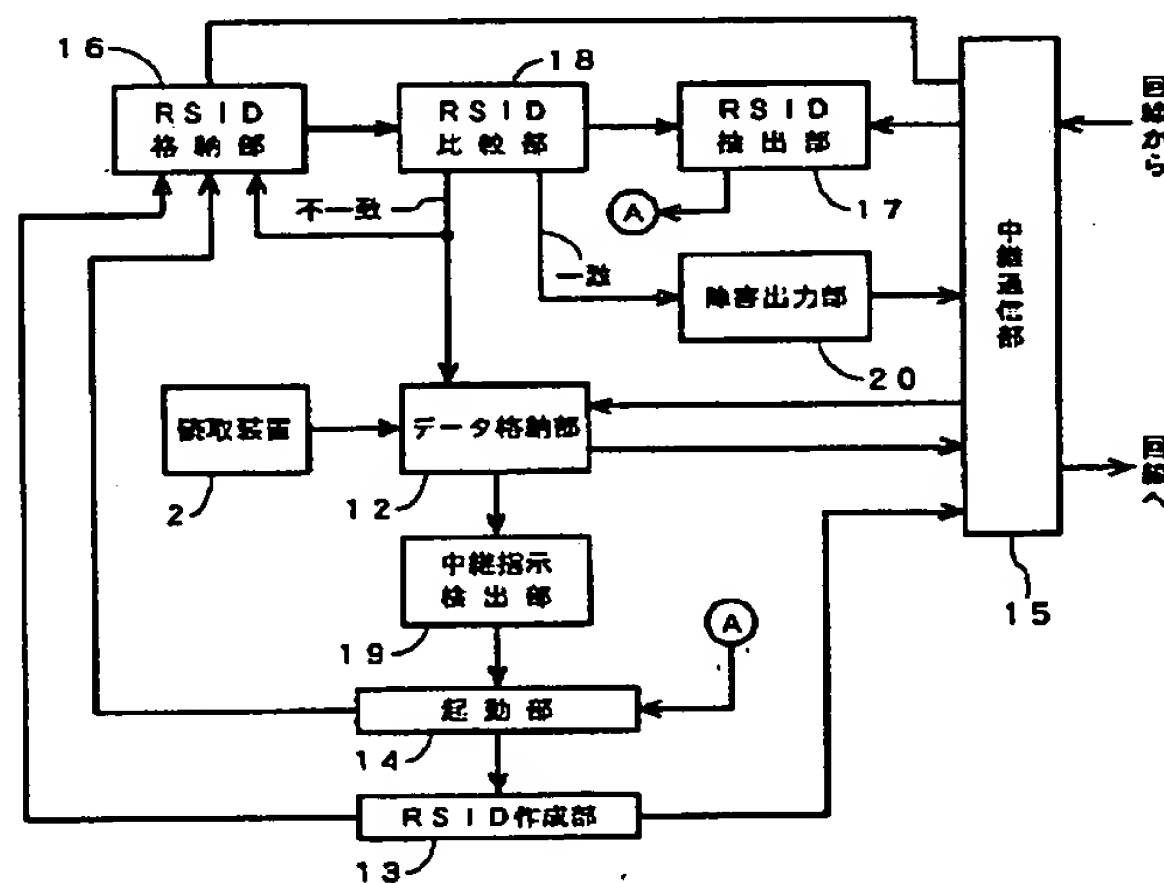 16
RSID
格納部
18
RSID
比較部
RSID
検出部
17
回線から
不一致
A
一致
中継通信部
障害出力部
20
読取装置
2
データ格納部
12
回線へ
中継指示
検出部
19
15
A
起動部
14
RSID作成部
13